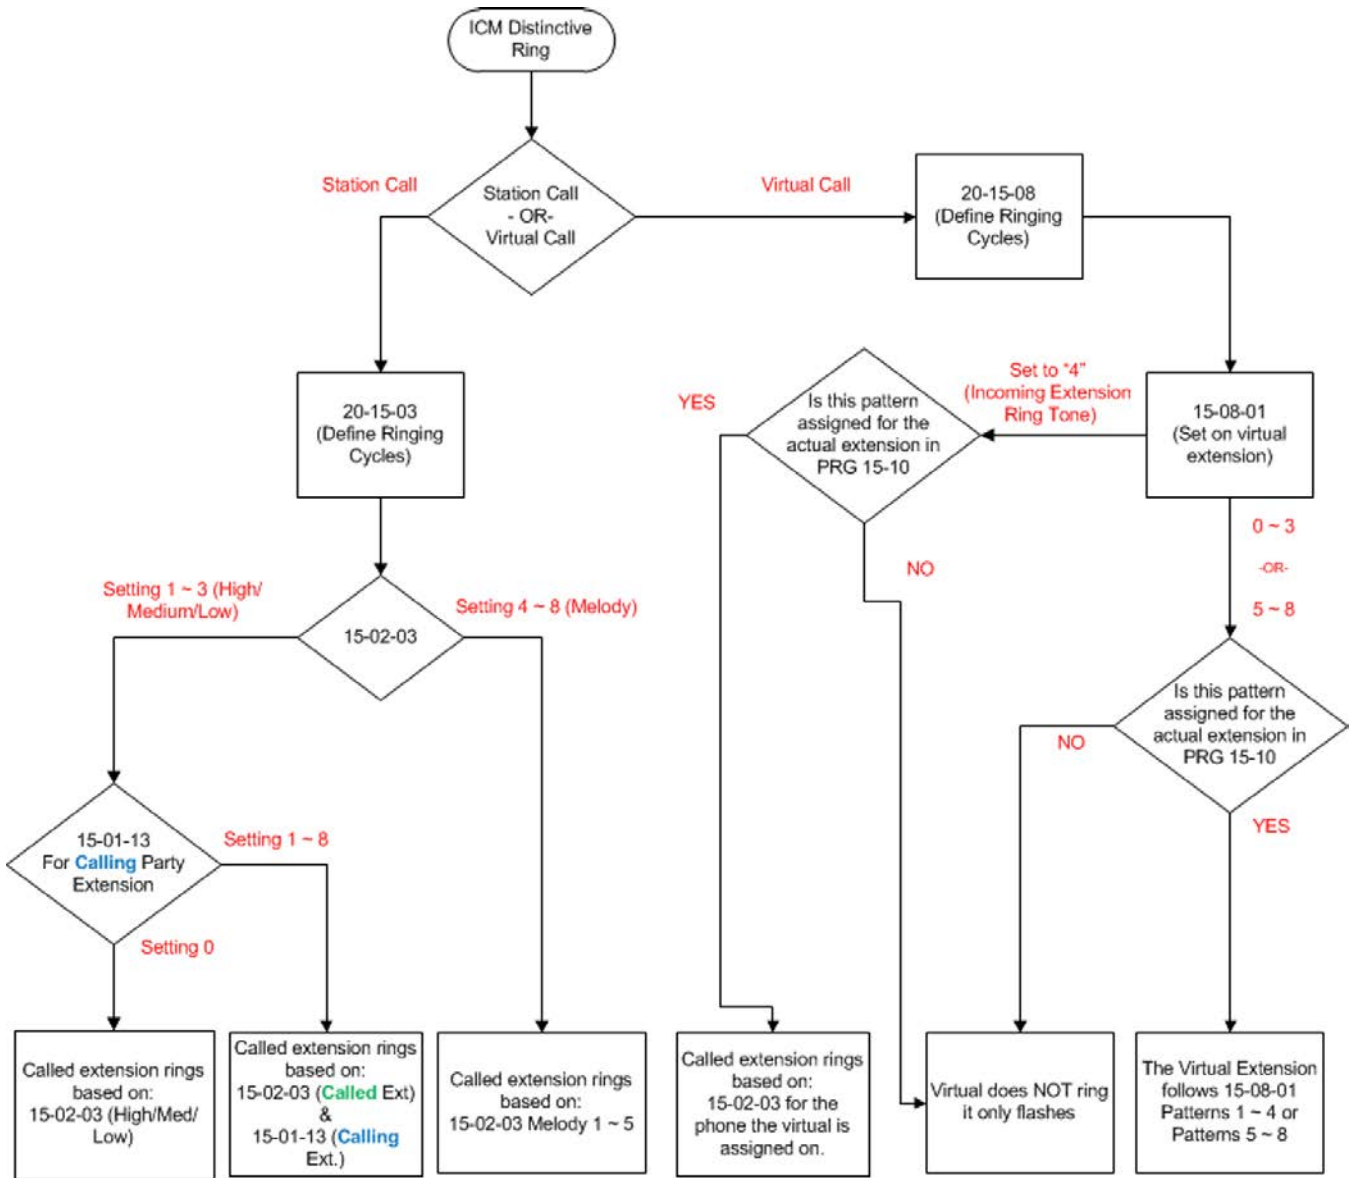 ICM Distinctive
Ring
Station Call
Station Call
- OR-
Virtual Call
Virtual Call
20-15-08
(Define Ringing
Cycles)
20-15-03
(Define Ringing
Cycles)
YES
Is this pattern
assigned for the
actual extension in
PRG 15-10
Set to "4"
(Incoming Extension
Ring Tone)
15-08-01
(Set on virtual
extension)
NO
0 ~ 3
-OR-
5 ~ 8
Setting 1 ~ 3 (High/
Medium/Low)
15-02-03
Setting 4 ~ 8 (Melody)
Is this pattern
assigned for the
actual extension in
PRG 15-10
NO
YES
15-01-13
For Calling Party
Extension
Setting 1 ~ 8
Setting 0
Called extension rings
based on:
15-02-03 (High/Med/
Low)
Called extension rings
based on:
15-02-03 (Called Ext)
&
15-01-13 (Calling
Ext.)
Called extension rings
based on:
15-02-03 Melody 1 ~ 5
Called extension rings
based on:
15-02-03 for the
phone the virtual is
assigned on.
Virtual does NOT ring
it only flashes
The Virtual Extension
follows 15-08-01
Patterns 1 ~ 4 or
Patterns 5 ~ 8